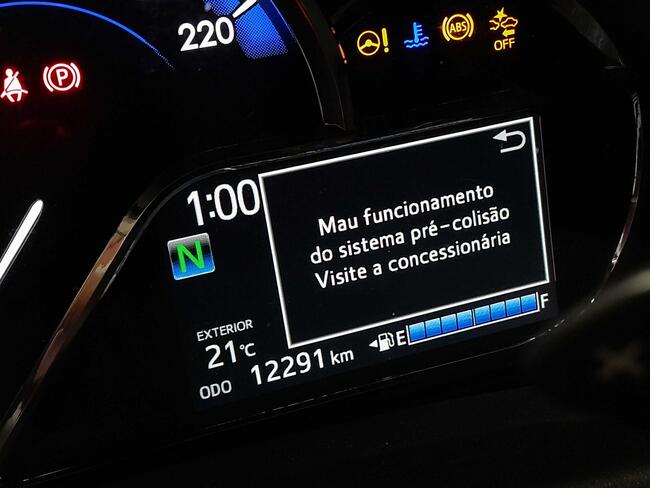 220
P
!
ABS
OFF
1:00
N
Mau funcionamento
do sistema pré-colisão
Visite a concessionária
EXTERIOR
21°C
ODO 12291 km
E F